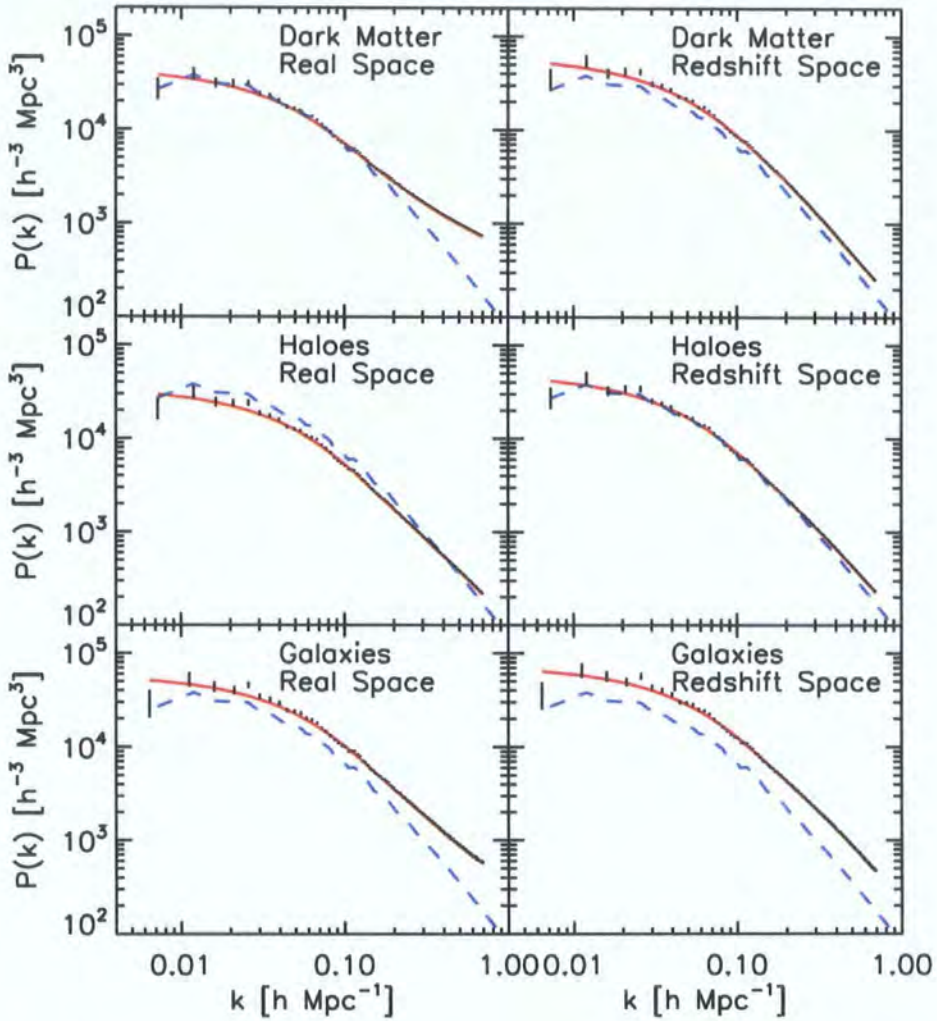 Dark Matter
Real Space
Dark Matter
Redshift Space
10^5
10^4
10^3
10^2
P(k) [h^-3 Mpc^3]
Haloes
Real Space
Haloes
Redshift Space
10^5
10^4
10^3
10^2
P(k) [h^-3 Mpc^3]
Galaxies
Real Space
Galaxies
Redshift Space
10^5
10^4
10^3
10^2
P(k) [h^-3 Mpc^3]
0.01 0.10 1.00 0.01 0.10 1.00
k [h Mpc^-1] k [h Mpc^-1]